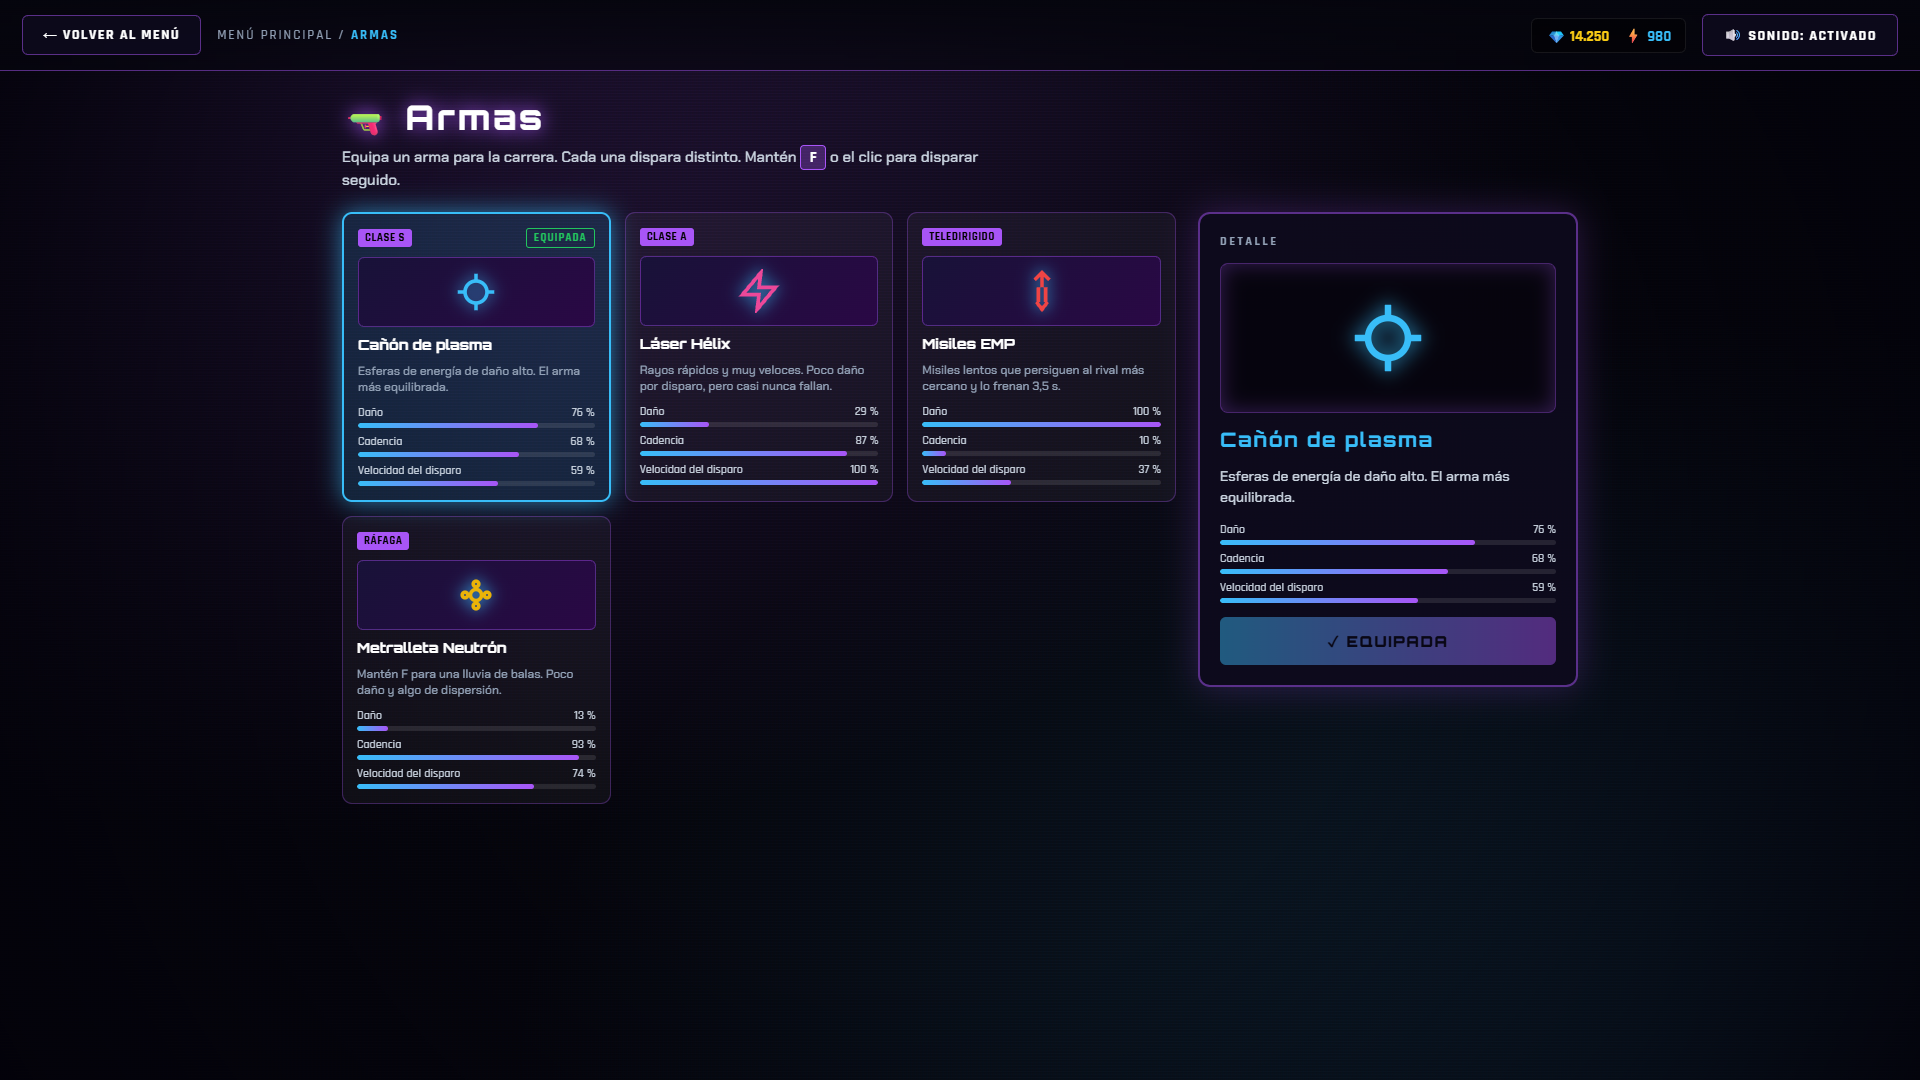 ← VOLVER AL MENÚ
MENÚ PRINCIPAL / ARMAS
14.250
980
SONIDO: ACTIVADO
Armas
Equipa un arma para la carrera. Cada una dispara distinto. Mantén F o el clic para disparar
seguido.
CLASE S
EQUIPADA
Cañón de plasma
Esferas de energía de daño alto. El arma
más equilibrada.
Daño 76 %
Cadencia 68 %
Velocidad del disparo 59 %
CLASE A
Láser Hélix
Rayos rápidos y muy veloces. Poco daño
por disparo, pero casi nunca fallan.
Daño 29 %
Cadencia 87 %
Velocidad del disparo 100 %
TELEDIRIGIDO
Misiles EMP
Misiles lentos que persiguen al rival más
cercano y lo frenan 3,5 s.
Daño 100 %
Cadencia 10 %
Velocidad del disparo 37 %
RÁFAGA
Metralleta Neutrón
Mantén F para una lluvia de balas. Poco
daño y algo de dispersión.
Daño 13 %
Cadencia 93 %
Velocidad del disparo 74 %
DETALLE
Cañón de plasma
Esferas de energía de daño alto. El arma más
equilibrada.
Daño 76 %
Cadencia 68 %
Velocidad del disparo 59 %
✓ EQUIPADA